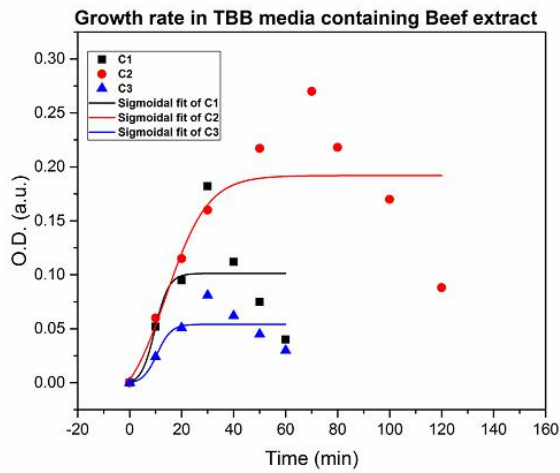 Growth rate in TBB media containing Beef extract
C1
C2
C3
Sigmoidal fit of C1
Sigmoidal fit of C2
Sigmoidal fit of C3
0.30
0.25
0.20
0.15
0.10
0.05
0.00
O.D. (a.u.)
-20 0 20 40 60 80 100 120 140 160
Time (min)